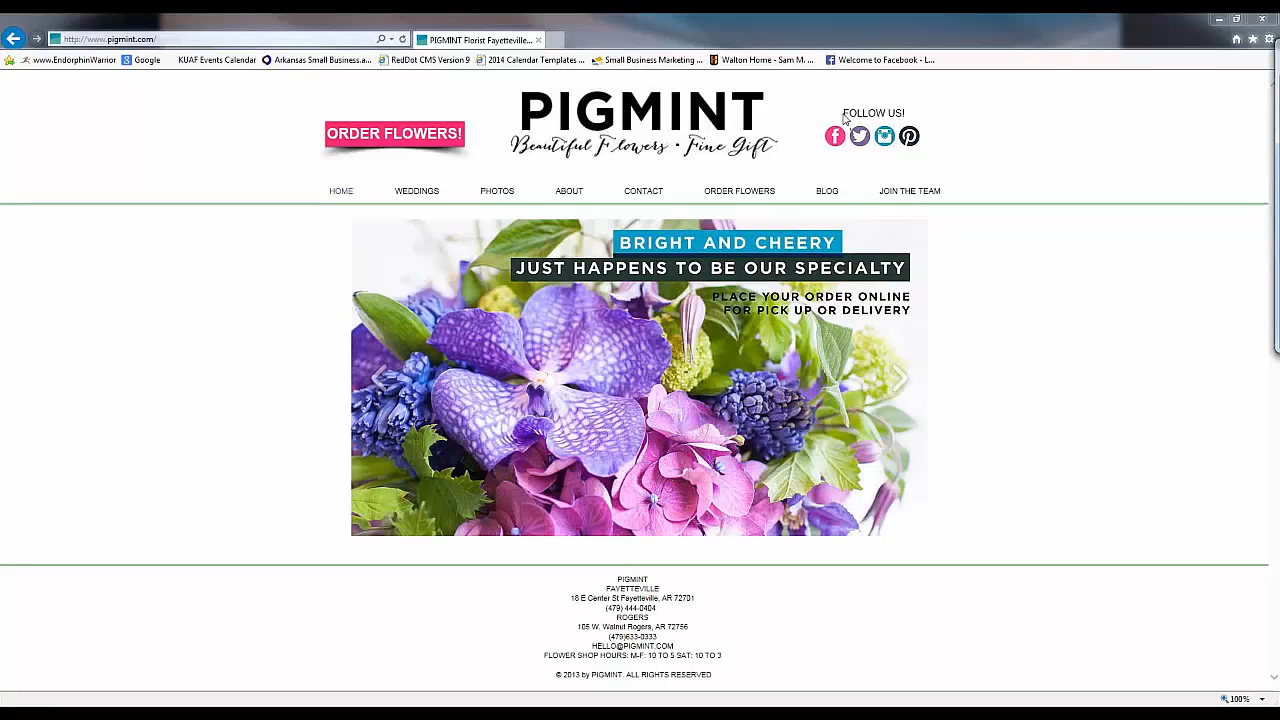 http://www.pigmint.com/
PIGMINT Florist Fayetteville...
www.EndorphinWarrior
Google
KUAF Events Calendar
Arkansas Small Business.a...
RedDot CMS Version 9
2014 Calendar Templates ...
Small Business Marketing ...
Walton Home - Sam M. ...
Welcome to Facebook - L...
ORDER FLOWERS!
PIGMINT
Beautiful Flowers • Fine Gift
FOLLOW US!
HOME
WEDDINGS
PHOTOS
ABOUT
CONTACT
ORDER FLOWERS
BLOG
JOIN THE TEAM
BRIGHT AND CHEERY
JUST HAPPENS TO BE OUR SPECIALTY
PLACE YOUR ORDER ONLINE
FOR PICK UP OR DELIVERY
PIGMINT
FAYETTEVILLE
18 E Center St Fayetteville, AR 72701
(479) 444-0404
ROGERS
105 W. Walnut Rogers, AR 72756
(479)633-0333
HELLO@PIGMINT.COM
FLOWER SHOP HOURS: M-F: 10 TO 5 SAT: 10 TO 3
© 2013 by PIGMINT. ALL RIGHTS RESERVED
100%